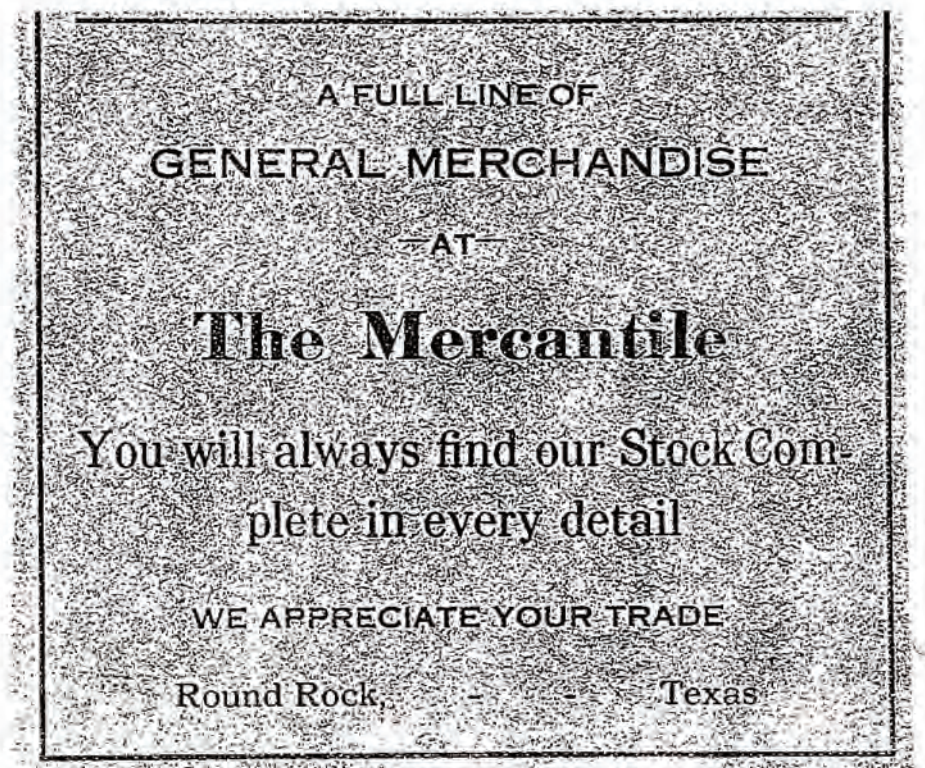 A FULL LINE OF
GENERAL MERCHANDISE
—AT—
The Mercantile
You will always find our Stock Com-
plete in every detail
WE APPRECIATE YOUR TRADE
Round Rock, - - Texas